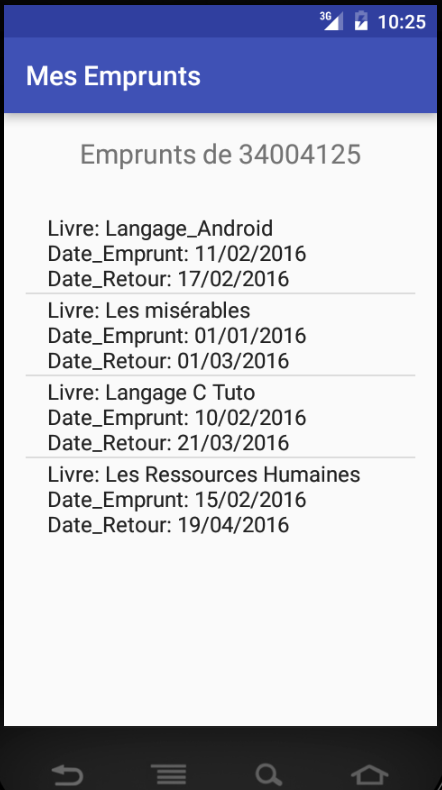 3G 10:25
Mes Emprunts
Emprunts de 34004125
Livre: Langage_Android
Date_Emprunt: 11/02/2016
Date_Retour: 17/02/2016
Livre: Les misérables
Date_Emprunt: 01/01/2016
Date_Retour: 01/03/2016
Livre: Langage C Tuto
Date_Emprunt: 10/02/2016
Date_Retour: 21/03/2016
Livre: Les Ressources Humaines
Date_Emprunt: 15/02/2016
Date_Retour: 19/04/2016